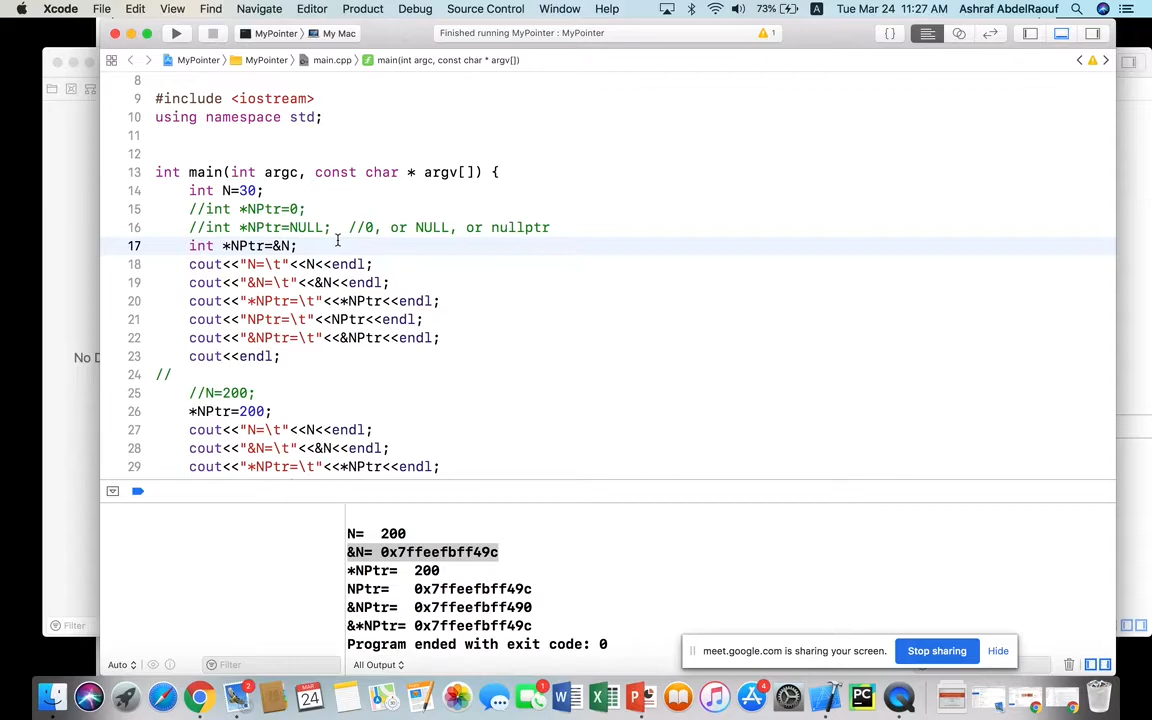 Xcode File Edit View Find Navigate Editor Product Debug Source Control Window Help 73% A Tue Mar 24 11:27 AM Ashraf AbdelRaouf
MyPointer My Mac Finished running MyPointer : MyPointer 1
MyPointer MyPointer main.cpp main(int argc, const char * argv[])
8
9 #include <iostream>
10 using namespace std;
11
12
13 int main(int argc, const char * argv[]) {
14 int N=30;
15 //int *NPtr=0;
16 //int *NPtr=NULL; //0, or NULL, or nullptr
17 int *NPtr=&N;
18 cout<<"N=\t"<<N<<endl;
19 cout<<"&N=\t"<<&N<<endl;
20 cout<<"*NPtr=\t"<<*NPtr<<endl;
21 cout<<"NPtr=\t"<<NPtr<<endl;
22 cout<<"&NPtr=\t"<<&NPtr<<endl;
23 cout<<endl;
24 //
25 //N=200;
26 *NPtr=200;
27 cout<<"N=\t"<<N<<endl;
28 cout<<"&N=\t"<<&N<<endl;
29 cout<<"*NPtr=\t"<<*NPtr<<endl;
No D
N= 200
&N= 0x7ffeefbff49c
*NPtr= 200
NPtr= 0x7ffeefbff49c
&NPtr= 0x7ffeefbff490
&*NPtr= 0x7ffeefbff49c
Program ended with exit code: 0
Filter
meet.google.com is sharing your screen. Stop sharing Hide
Auto Filter All Output
2 MAR 24 1 4 PC